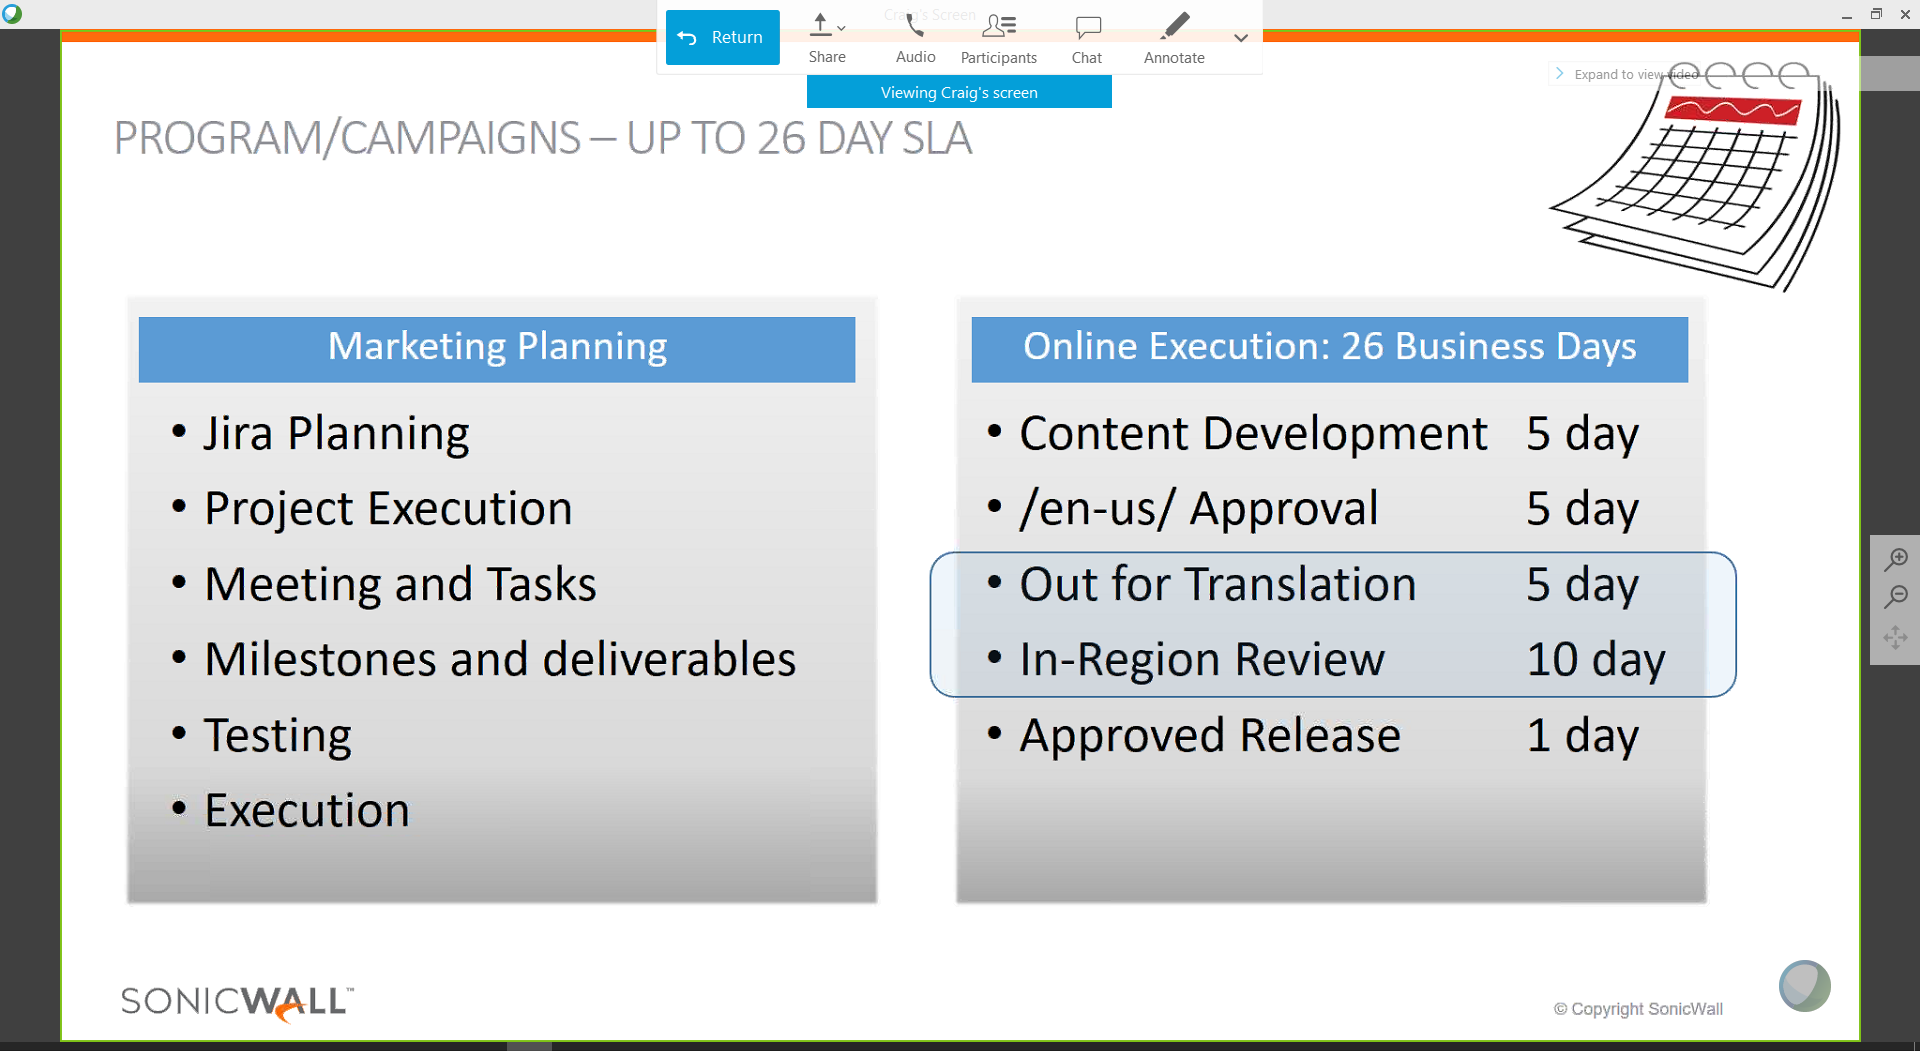 Craig's Screen
Return
Share
Audio
Participants
Chat
Annotate
Viewing Craig's screen
Expand to view video
PROGRAM/CAMPAIGNS – UP TO 26 DAY SLA
Marketing Planning
• Jira Planning
• Project Execution
• Meeting and Tasks
• Milestones and deliverables
• Testing
• Execution
Online Execution: 26 Business Days
• Content Development 5 day
• /en-us/ Approval 5 day
• Out for Translation 5 day
• In-Region Review 10 day
• Approved Release 1 day
SONICWALL™
© Copyright SonicWall